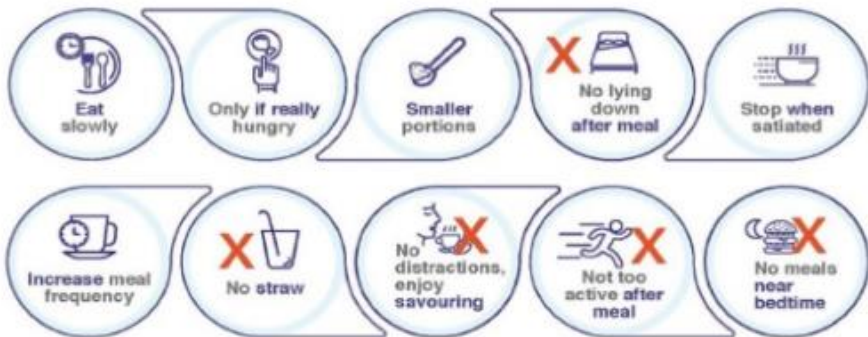 Eat
slowly
Only if really
hungry
Smaller
portions
No lying
down
after meal
Stop when
satiated
Increase meal
frequency
No straw
No
distractions,
enjoy
savouring
Not too
active after
meal
No meals
near
bedtime